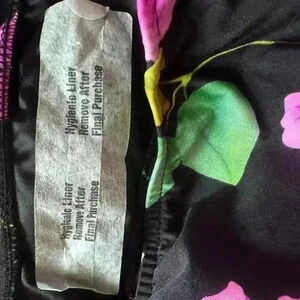 Hygienic Liner
Remove After
Final Purchase
Hygienic Liner
Remove After
Final Purchase